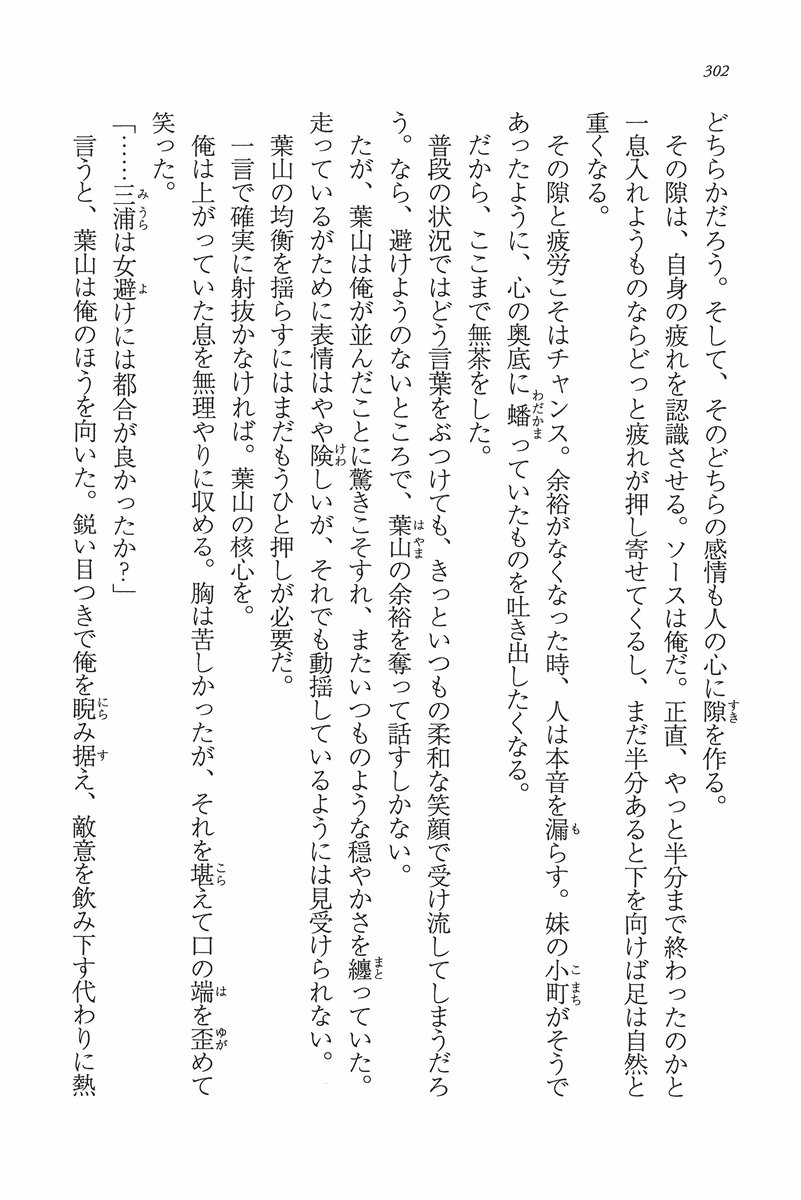 302
どちらかだろう。そして、そのどちらの感情も人の心に隙を作る。
その隙は、自身の疲れを認識させる。ソースは俺だ。正直、やっと半分まで終わったのかと
一息入れようものならどっと疲れが押し寄せてくるし、まだ半分あると下を向けば足は自然と
重くなる。
その隙と疲労こそはチャンス。余裕がなくなった時、人は本音を漏らす。妹の小町がそうで
あったように、心の奥底に蟠っていたものを吐き出したくなる。
だから、ここまで無茶をした。
普段の状況ではどう言葉をぶつけても、きっといつもの柔和な笑顔で受け流してしまうだろ
う。なら、避けようのないところで、葉山の余裕を奪って話すしかない。
たが、葉山は俺が並んだことに驚きこそすれ、またいつものような穏やかさを纏っていた。
走っているがために表情はやや険しいが、それでも動揺しているようには見受けられない。
葉山の均衡を揺らすにはまだもうひと押しが必要だ。
一言で確実に射抜かなければ。葉山の核心を。
俺は上がっていた息を無理やりに収める。胸は苦しかったが、それを堪えて口の端を歪めて
笑った。
「……三浦は女避けには都合が良かったか？」
言うと、葉山は俺のほうを向いた。鋭い目つきで俺を睨み据え、敵意を飲み下す代わりに熱